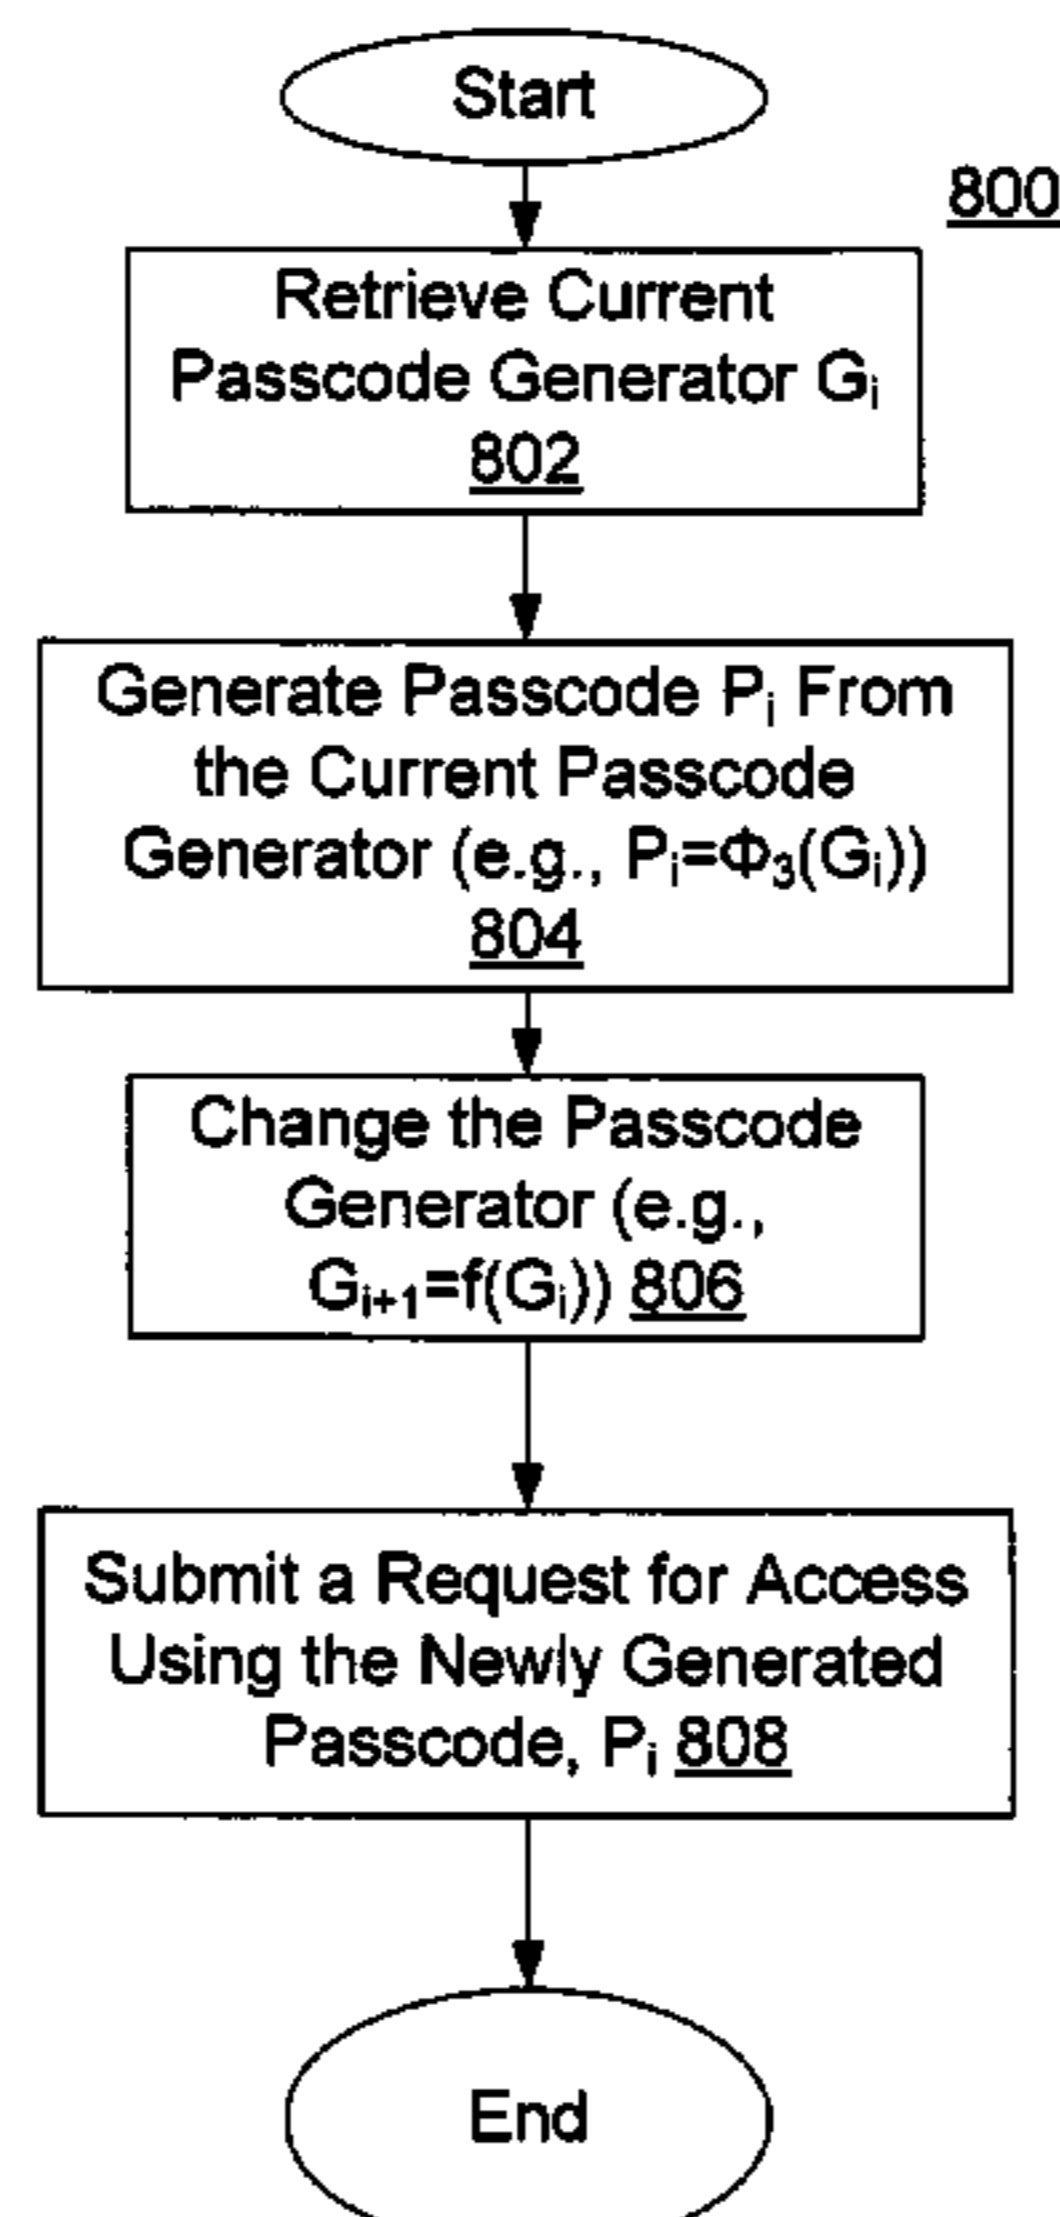 Start
800
Retrieve Current
Passcode Generator Gᵢ
802
Generate Passcode Pᵢ From
the Current Passcode
Generator (e.g., Pᵢ=Φ₃(Gᵢ))
804
Change the Passcode
Generator (e.g.,
Gᵢ₊₁=f(Gᵢ)) 806
Submit a Request for Access
Using the Newly Generated
Passcode, Pᵢ 808
End